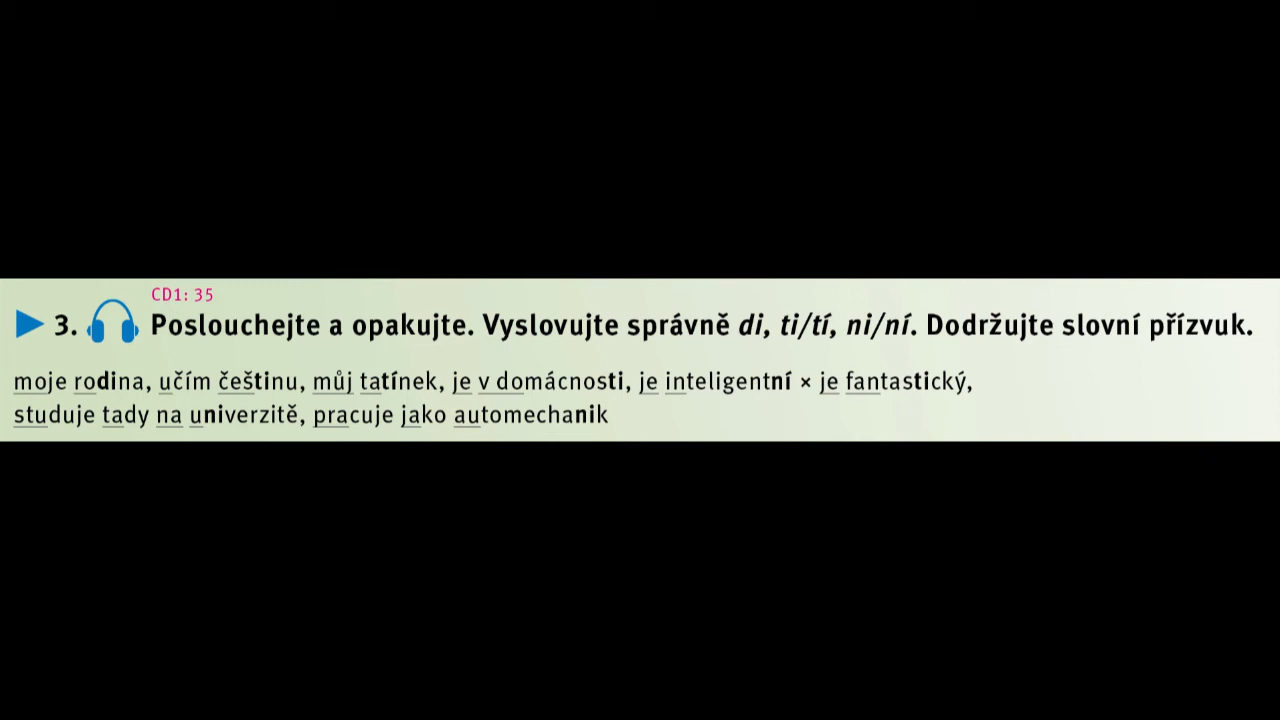 CD1: 35
3. Poslouchejte a opakujte. Vyslovujte správně di, ti/tí, ni/ní. Dodržujte slovní přízvuk.
moje rodina, učím češtinu, můj tatínek, je v domácnosti, je inteligentní × je fantastický,
studuje tady na univerzitě, pracuje jako automechanik